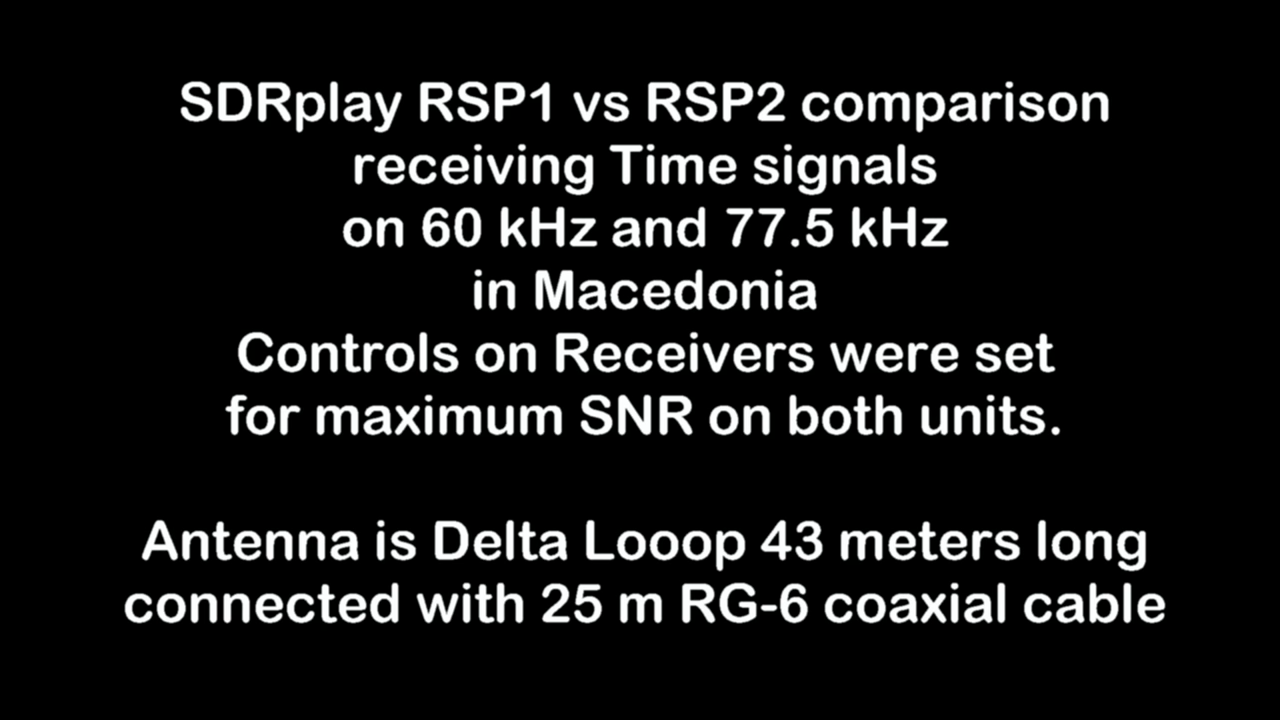 SDRplay RSP1 vs RSP2 comparison
receiving Time signals
on 60 kHz and 77.5 kHz
in Macedonia
Controls on Receivers were set
for maximum SNR on both units.
Antenna is Delta Looop 43 meters long
connected with 25 m RG-6 coaxial cable